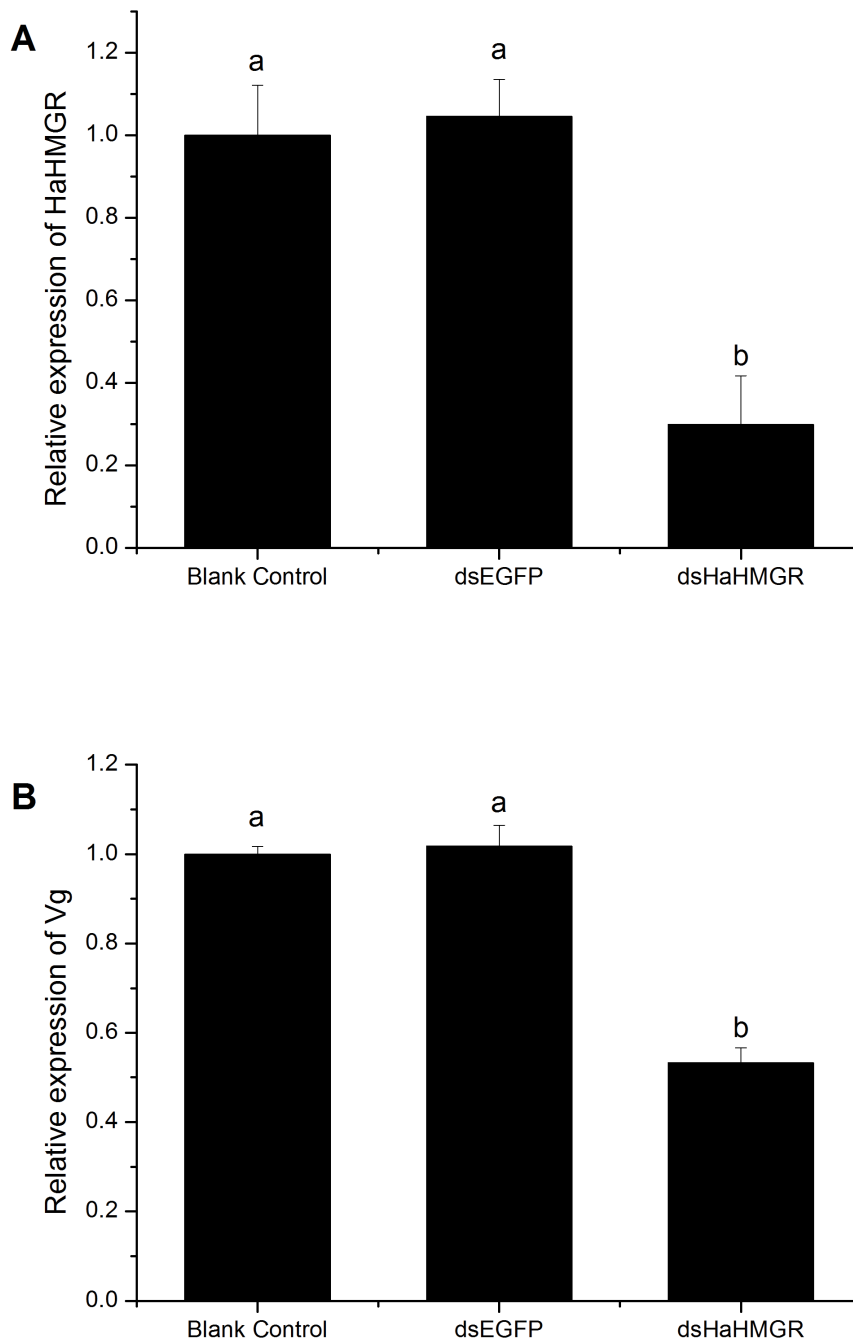 A
Relative expression of HaHMGR
1.2
1.0
0.8
0.6
0.4
0.2
0.0
a
a
b
Blank Control
dsEGFP
dsHaHMGR
B
Relative expression of Vg
1.2
1.0
0.8
0.6
0.4
0.2
0.0
a
a
b
Blank Control
dsEGFP
dsHaHMGR